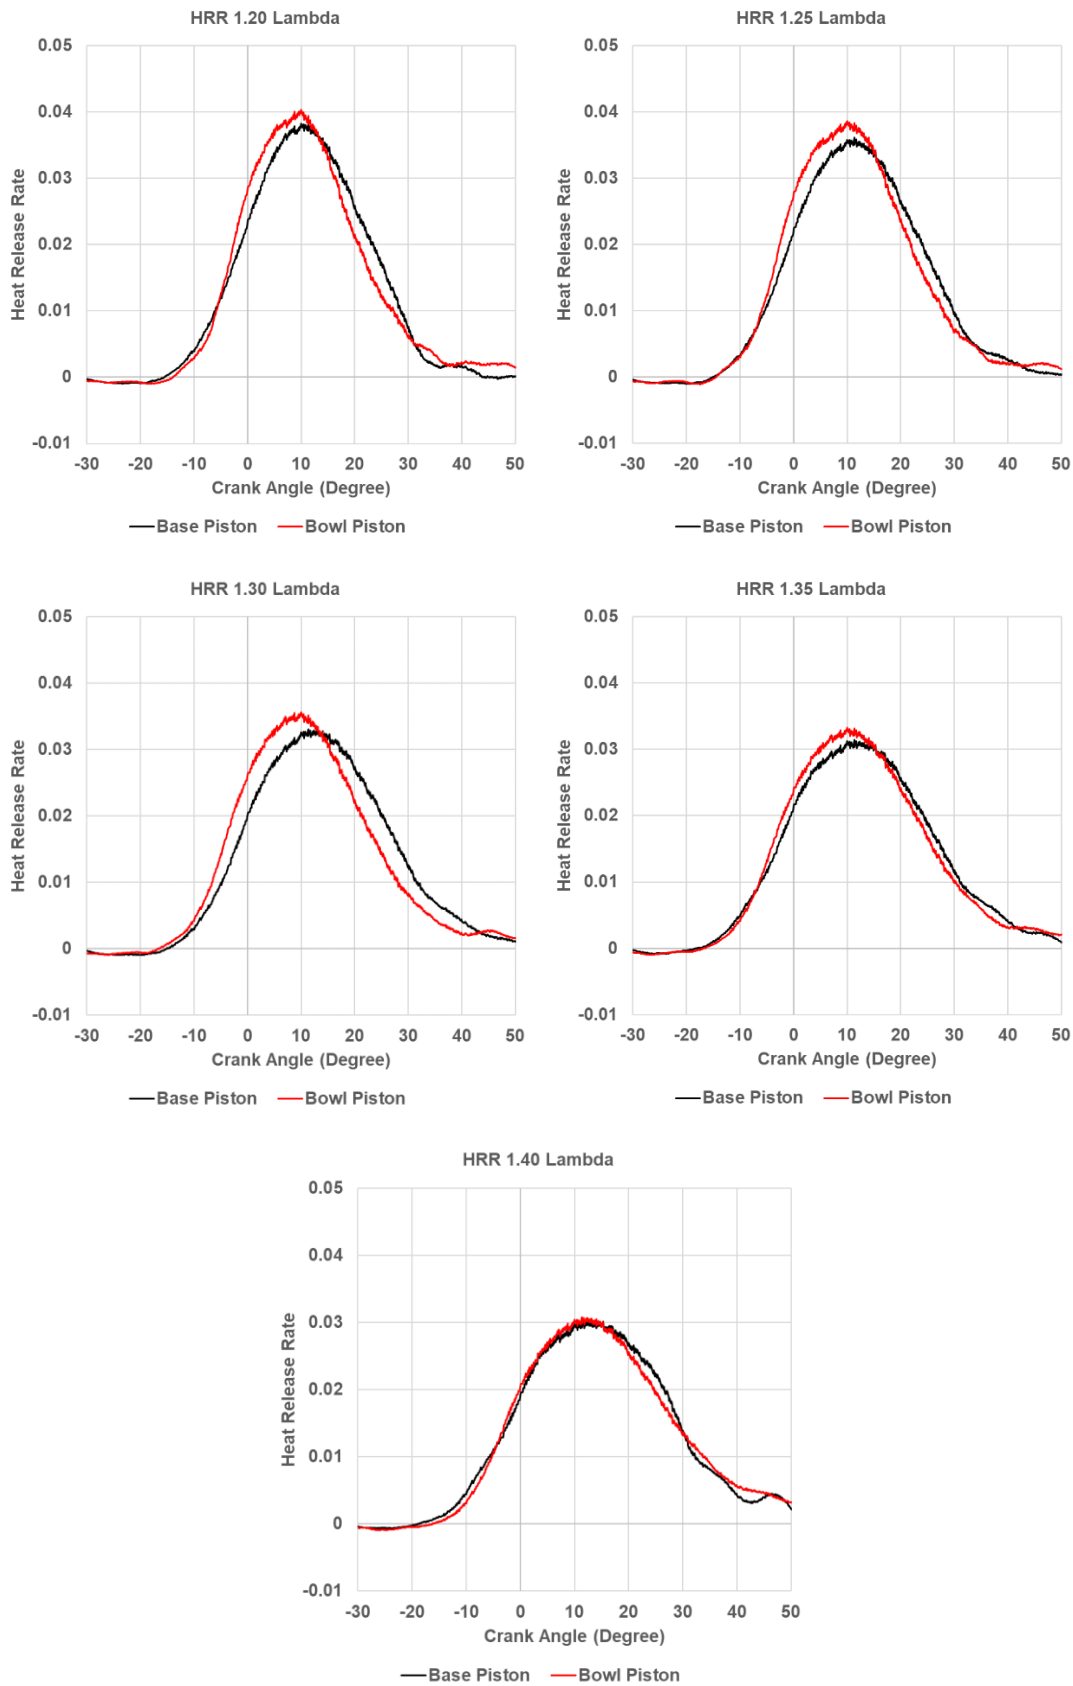 HRR 1.20 Lambda
0.05
0.04
0.03
0.02
0.01
0
-0.01
Heat Release Rate
-30 -20 -10 0 10 20 30 40 50
Crank Angle (Degree)
Base Piston Bowl Piston
HRR 1.25 Lambda
0.05
0.04
0.03
0.02
0.01
0
-0.01
Heat Release Rate
-30 -20 -10 0 10 20 30 40 50
Crank Angle (Degree)
Base Piston Bowl Piston
HRR 1.30 Lambda
0.05
0.04
0.03
0.02
0.01
0
-0.01
Heat Release Rate
-30 -20 -10 0 10 20 30 40 50
Crank Angle (Degree)
Base Piston Bowl Piston
HRR 1.35 Lambda
0.05
0.04
0.03
0.02
0.01
0
-0.01
Heat Release Rate
-30 -20 -10 0 10 20 30 40 50
Crank Angle (Degree)
Base Piston Bowl Piston
HRR 1.40 Lambda
0.05
0.04
0.03
0.02
0.01
0
-0.01
Heat Release Rate
-30 -20 -10 0 10 20 30 40 50
Crank Angle (Degree)
Base Piston Bowl Piston